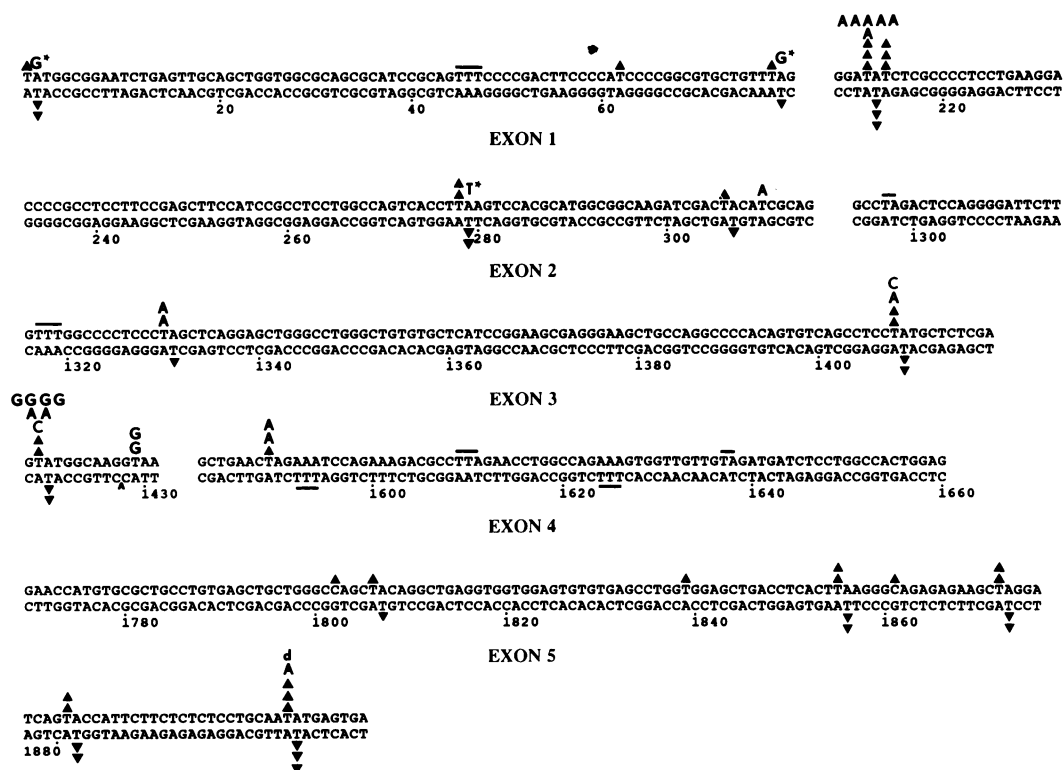 AAAAA
G* G* A
TATGGCGGAATCTGAGTTGCAGCTGGTGGCGCAGCGCATCCGCAGTTTCCCCGACTTCCCCATCCCCGGCGTGCTGTTTAG GGATATCTCGCCCCTCCTGAAGGA
ATACCGCCTTAGACTCAACGTCGACCACCGCGTCGCGTAGGCGTCAAAGGGGCTGAAGGGGTAGGGGCCGCACGACAAATC CCTATAGAGCGGGGAGGACTTCCT
20 40 60 220
EXON 1
T* A
CCCCGCCTCCTTCCGAGCTTCCATCCGCCTCCTGGCCAGTCACCTTAAGTCCACGCATGGCGGCAAGATCGACTACATCGCAG GCCTAGACTCCAGGGGATTCTT
GGGGCGGAGGAAGGCTCGAAGGTAGGCGGAGGACCGGTCAGTGGAATTCAGGTGCGTACCGCCGTTCTAGCTGATGTAGCGTC CGGATCTGAGGTCCCCTAAGAA
240 260 280 300 1300
EXON 2
C
A A
A A
GTTTGGCCCCTCCCTAGCTCAGGAGCTGGGCCTGGGCTGTGTGCTCATCCGGAAGCGAGGGAAGCTGCCAGGCCCCACAGTGTCAGCCTCCTATGCTCTCGA
CAAACCGGGGAGGGATCGAGTCCTCGACCCGGACCCGACACACGAGTAGGCCAACGCTCCCTTCGACGGTCCGGGGTGTCACAGTCGGAGGATACGAGAGCT
1320 1340 1360 1380 1400
EXON 3
GGGG
A A
C G A
G A
GTATGGCAAGGTAA GCTGAACTAGAAATCCAGAAAGACGCCTTAGAACCTGGCCAGAAAGTGGTTGTTGTAGATGATCTCCTGGCCACTGGAG
CATACCGTTCCATT CGACTTGATCTTTAGGTCTTTCTGCGGAATCTTGGACCGGTCTTTCACCAACAACATCTACTAGAGGACCGGTGACCTC
A 1430 1600 1620 1640 1660
EXON 4
GAACCATGTGCGCTGCCTGTGAGCTGCTGGGCCAGCTACAGGCTGAGGTGGTGGAGTGTGTGAGCCTGGTGGAGCTGACCTCACTTAAGGGCAGAGAGAAGCTAGGA
CTTGGTACACGCGACGGACACTCGACGACCCGGTCGATGTCCGACTCCACCACCTCACACACTCGGACCACCTCGACTGGAGTGAATTCCCGTCTCTCTTCGATCCT
1780 1800 1820 1840 1860
EXON 5
d
A
TCAGTACCATTCTTCTCTCTCCTGCAATATGAGTGA
AGTCATGGTAAGAAGAGAGAGGACGTTATACTCACT
1880